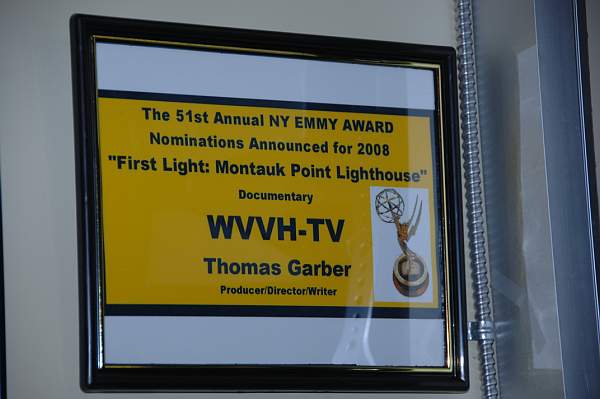 The 51st Annual NY EMMY AWARD
Nominations Announced for 2008
"First Light: Montauk Point Lighthouse"
Documentary
WVVH-TV
Thomas Garber
Producer/Director/Writer